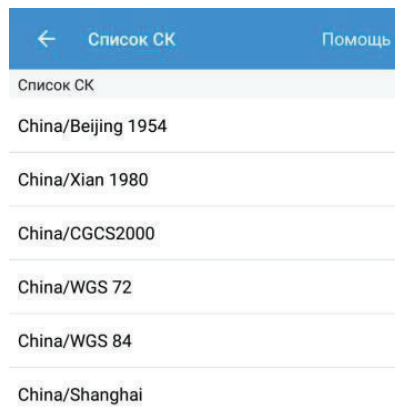 ← Список СК Помощь
Список СК
China/Beijing 1954
China/Xian 1980
China/CGCS2000
China/WGS 72
China/WGS 84
China/Shanghai